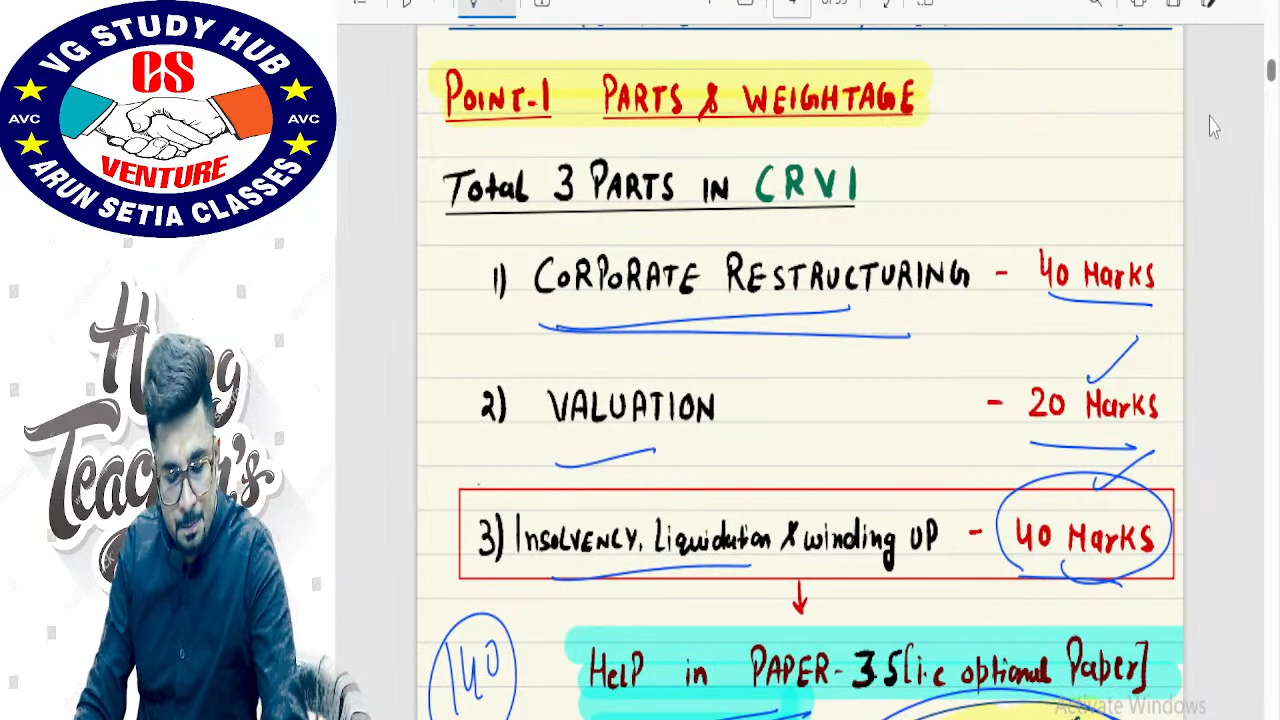 VG STUDY HUB
CS
AVC
AVC
VENTURE
ARUN SETIA CLASSES
Teacher's
POINT-1 PARTS & WEIGHTAGE
Total 3 PARTS IN CRVI
1) CORPORATE RESTRUCTURING - 40 Marks
2) VALUATION - 20 Marks
3) INSOLVENCY, Liquidation & winding UP - 40 Marks
140
HELP in PAPER-3.5 [i.e optional Paper]
Activate Windows